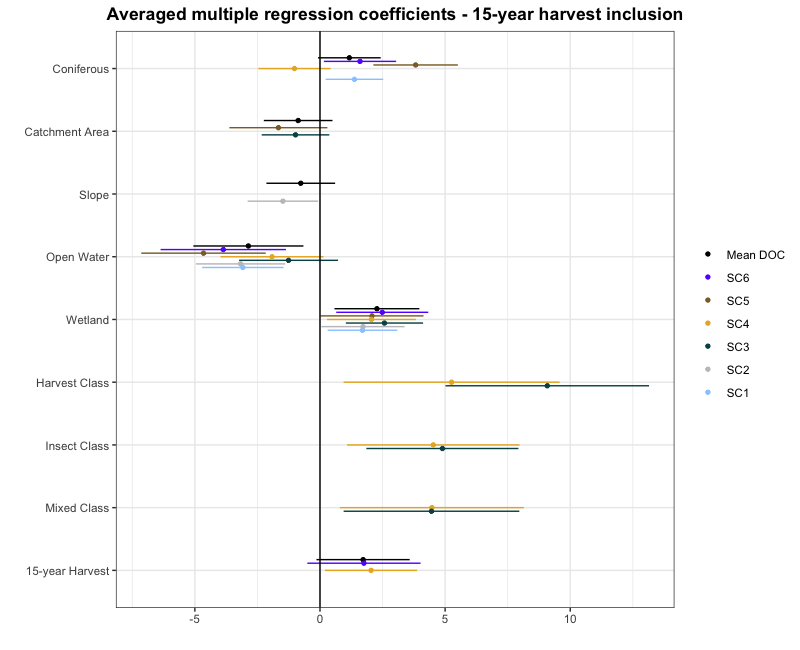 Averaged multiple regression coefficients - 15-year harvest inclusion
Coniferous
Catchment Area
Slope
Open Water
Wetland
Harvest Class
Insect Class
Mixed Class
15-year Harvest
-5
0
5
10
Mean DOC
SC6
SC5
SC4
SC3
SC2
SC1